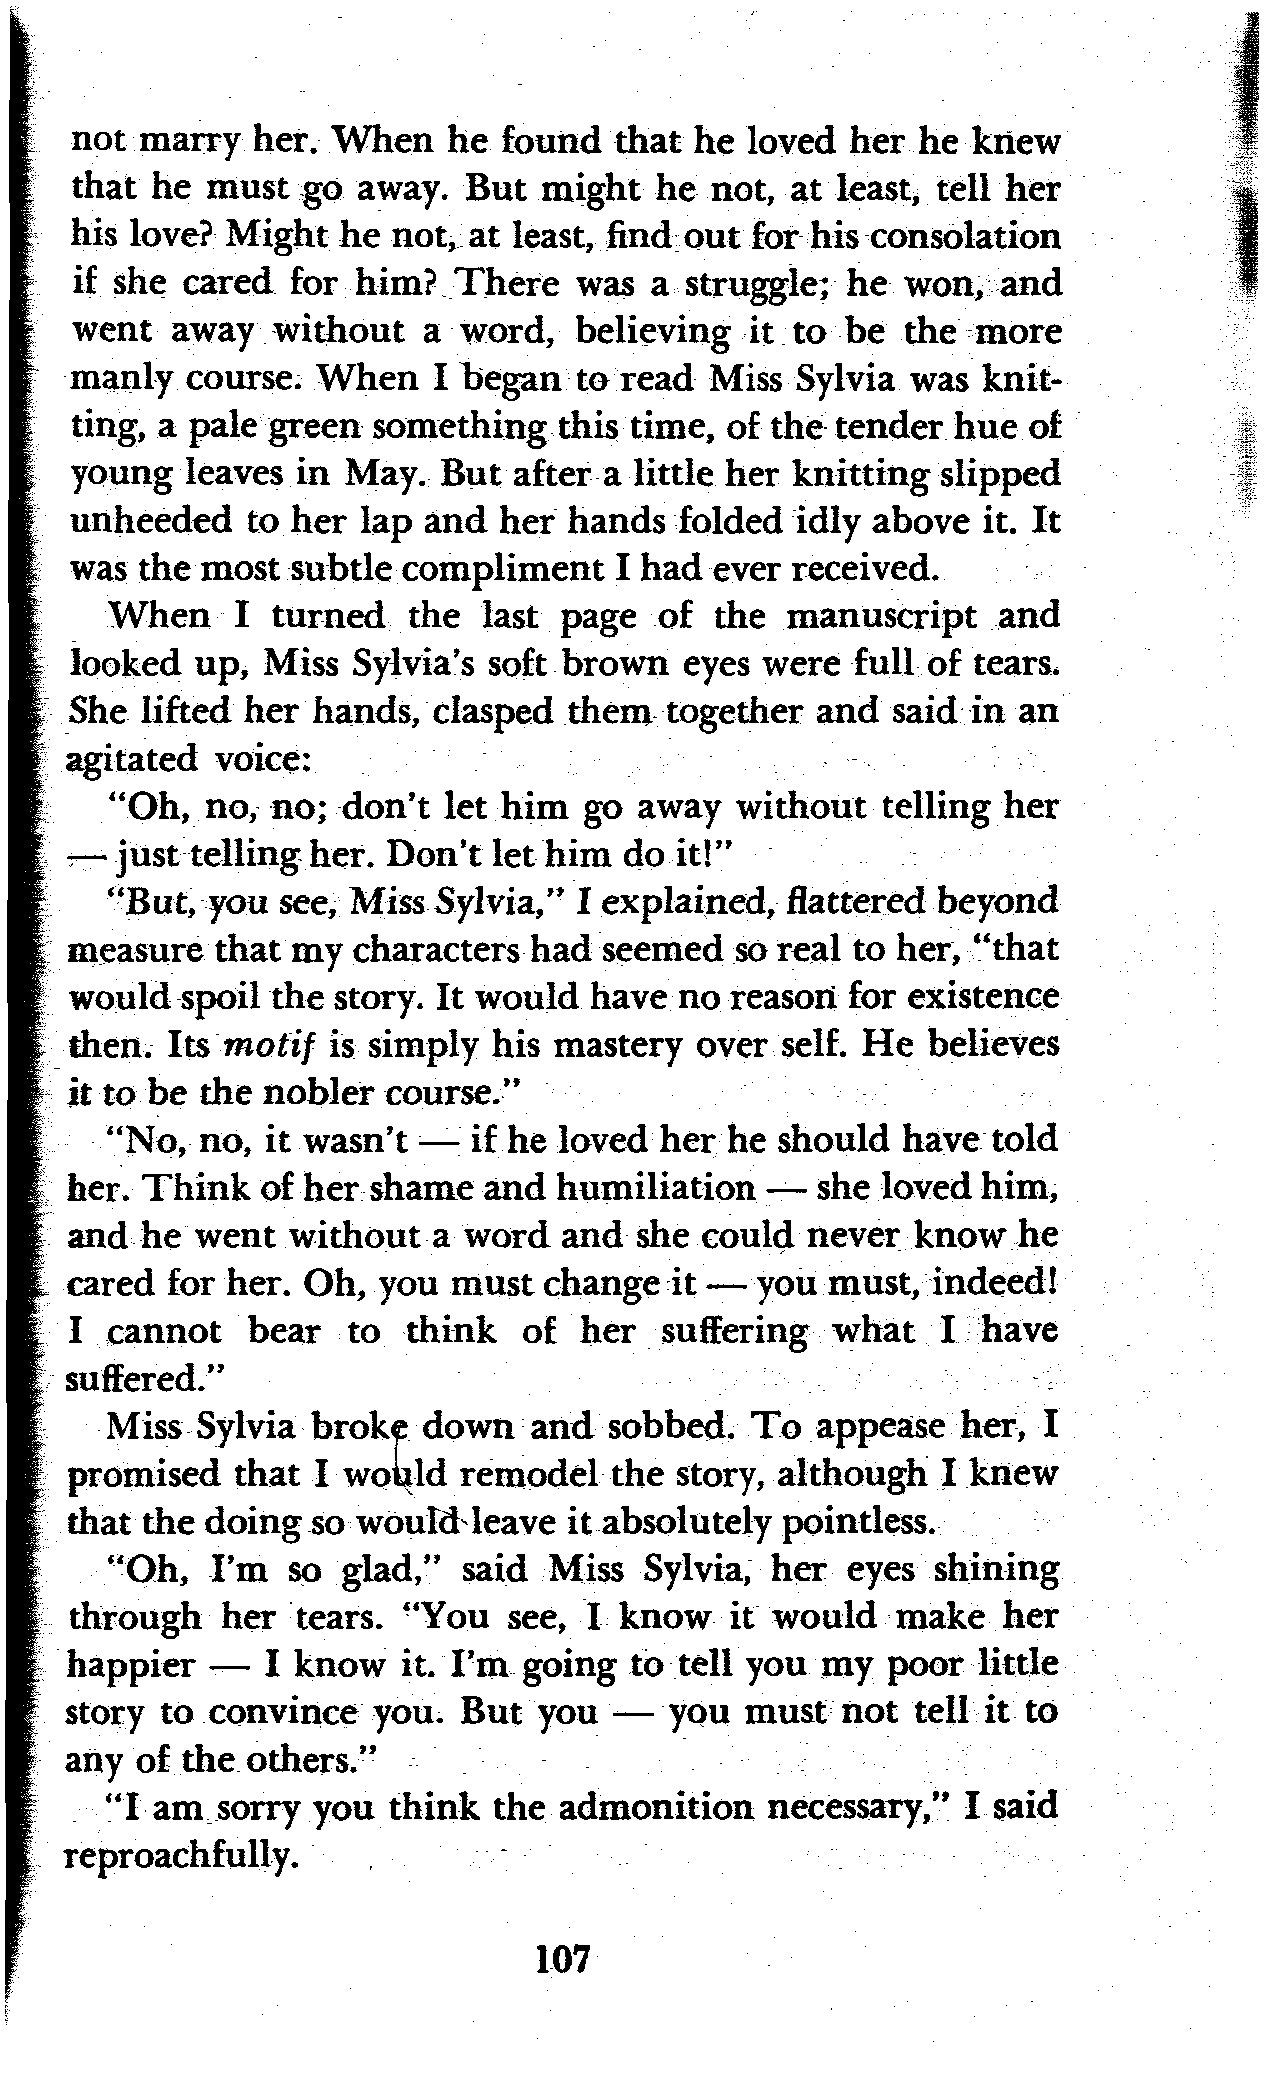 not marry her. When he found that he loved her he knew
that he must go away. But might he not, at least, tell her
his love? Might he not, at least, find out for his consolation
if she cared for him? There was a struggle; he won, and
went away without a word, believing it to be the more
manly course. When I began to read Miss Sylvia was knit-
ting, a pale green something this time, of the tender hue of
young leaves in May. But after a little her knitting slipped
unheeded to her lap and her hands folded idly above it. It
was the most subtle compliment I had ever received.
When I turned the last page of the manuscript and
looked up, Miss Sylvia's soft brown eyes were full of tears.
She lifted her hands, clasped them together and said in an
agitated voice:
“Oh, no, no; don't let him go away without telling her
— just telling her. Don't let him do it!”
“But, you see, Miss Sylvia,” I explained, flattered beyond
measure that my characters had seemed so real to her, “that
would spoil the story. It would have no reason for existence
then. Its motif is simply his mastery over self. He believes
it to be the nobler course.”
“No, no, it wasn't — if he loved her he should have told
her. Think of her shame and humiliation — she loved him,
and he went without a word and she could never know he
cared for her. Oh, you must change it — you must, indeed!
I cannot bear to think of her suffering what I have
suffered.”
Miss Sylvia broke down and sobbed. To appease her, I
promised that I would remodel the story, although I knew
that the doing so would leave it absolutely pointless.
“Oh, I'm so glad,” said Miss Sylvia, her eyes shining
through her tears. “You see, I know it would make her
happier — I know it. I'm going to tell you my poor little
story to convince you. But you — you must not tell it to
any of the others.”
“I am sorry you think the admonition necessary,” I said
reproachfully.
107